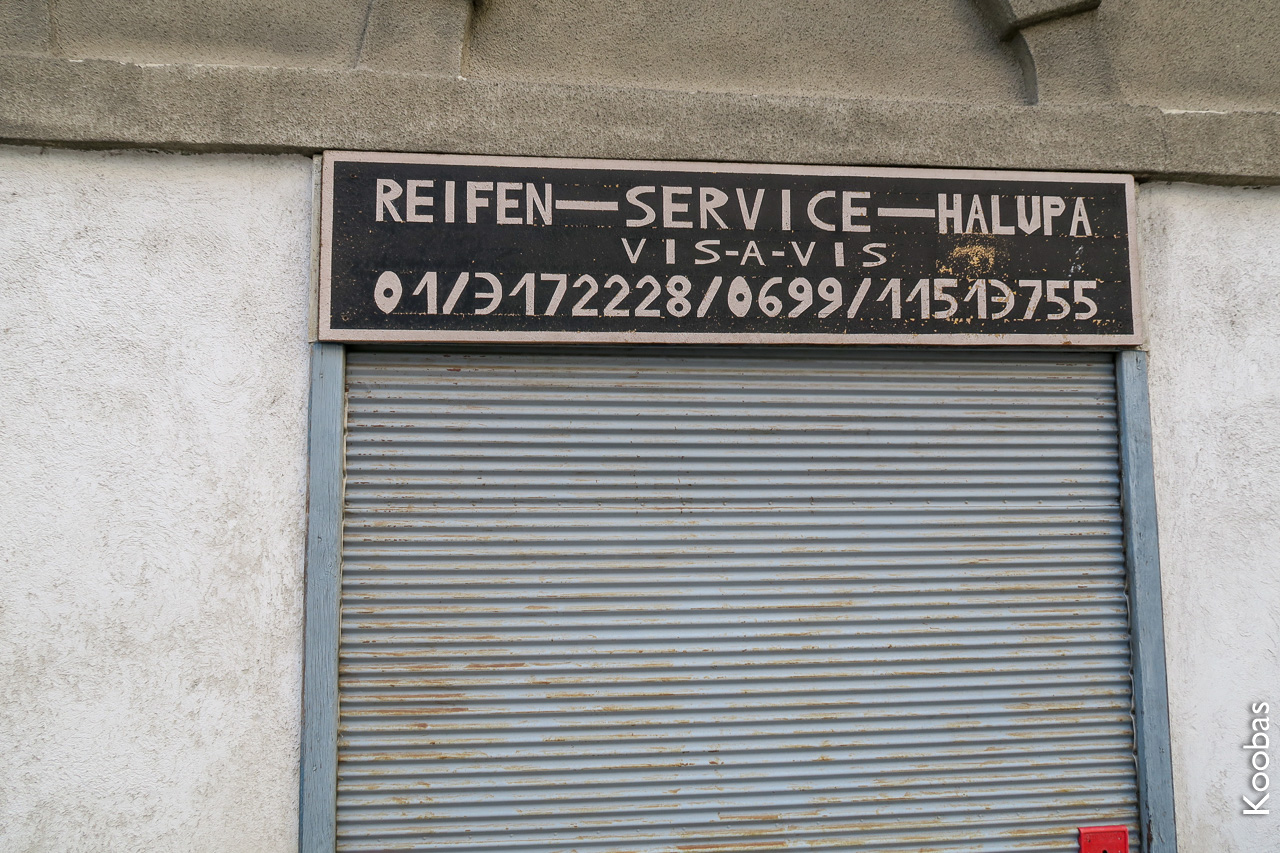 REIFEN—SERVICE—HALUPA
VIS-A-VIS
01/3172228/0699/11513755
Koobas